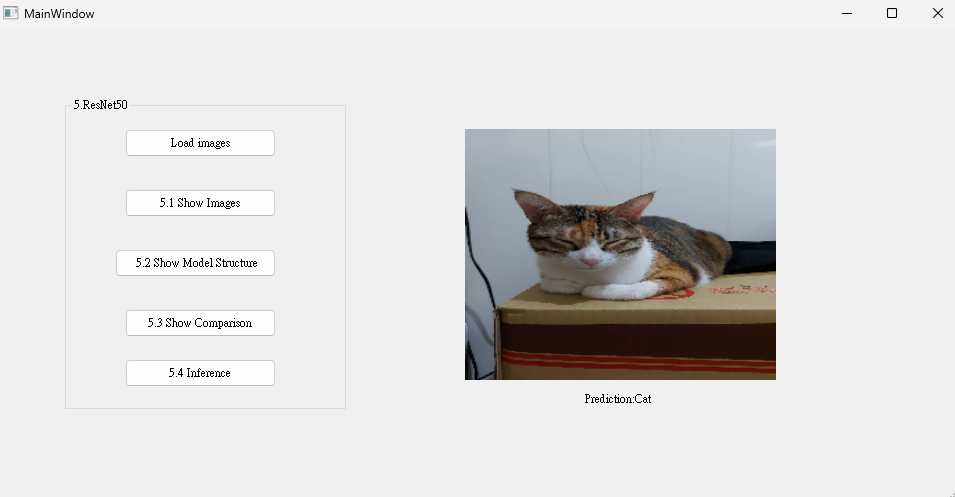 MainWindow
5.ResNet50
Load images
5.1 Show Images
5.2 Show Model Structure
5.3 Show Comparison
5.4 Inference
Prediction:Cat